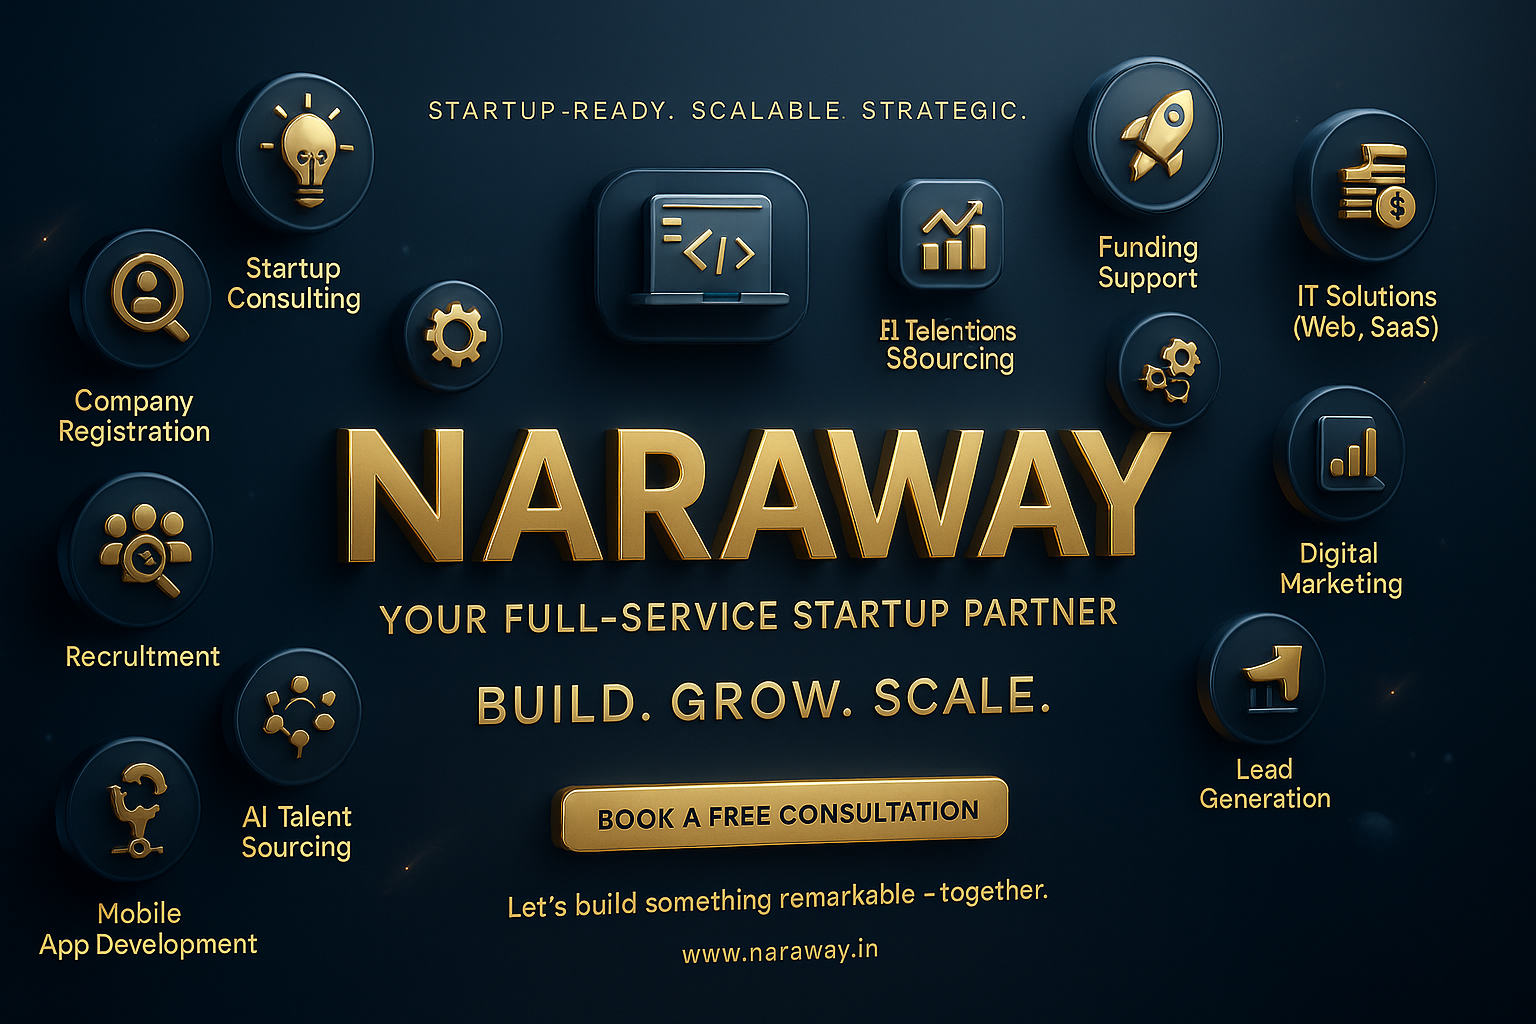 STARTUP-READY. SCALABLE. STRATEGIC.
Startup
Consulting
Funding
Support
IT Solutions
(Web, SaaS)
El Telentions
S8ourcing
Company
Registration
NARAWAY
Digital
Marketing
YOUR FULL-SERVICE STARTUP PARTNER
Recrultment
BUILD. GROW. SCALE.
Lead
Generation
AI Talent
Sourcing
BOOK A FREE CONSULTATION
Mobile
App Development
Let's build something remarkable – together.
www.naraway.in